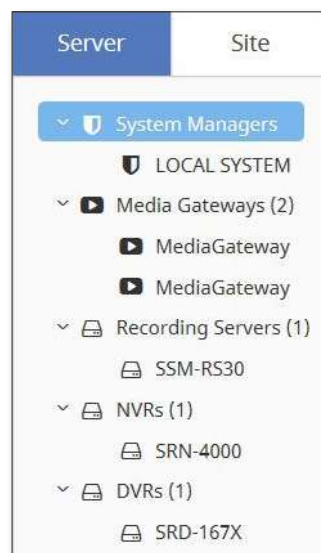 Server Site
System Managers
LOCAL SYSTEM
Media Gateways (2)
MediaGateway
MediaGateway
Recording Servers (1)
SSM-RS30
NVRs (1)
SRN-4000
DVRs (1)
SRD-167X